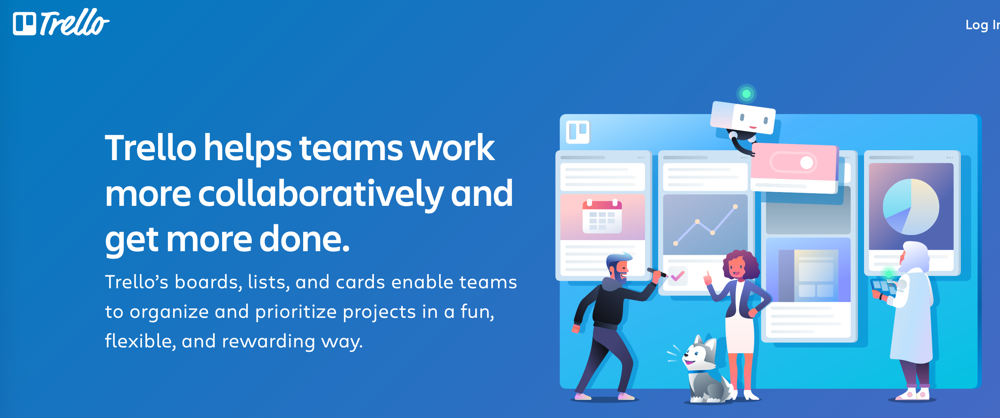 Trello
Log In
Trello helps teams work
more collaboratively and
get more done.
Trello’s boards, lists, and cards enable teams
to organize and prioritize projects in a fun,
flexible, and rewarding way.